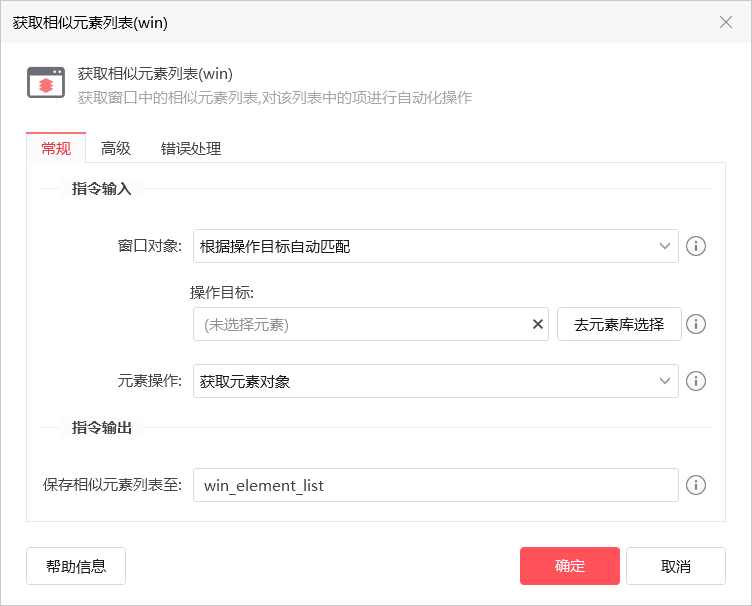 获取相似元素列表(win)
获取相似元素列表(win)
获取窗口中的相似元素列表,对该列表中的项进行自动化操作
常规 高级 错误处理
指令输入
窗口对象: 根据操作目标自动匹配
操作目标:
(未选择元素) 去元素库选择
元素操作: 获取元素对象
指令输出
保存相似元素列表至: win_element_list
帮助信息 确定 取消